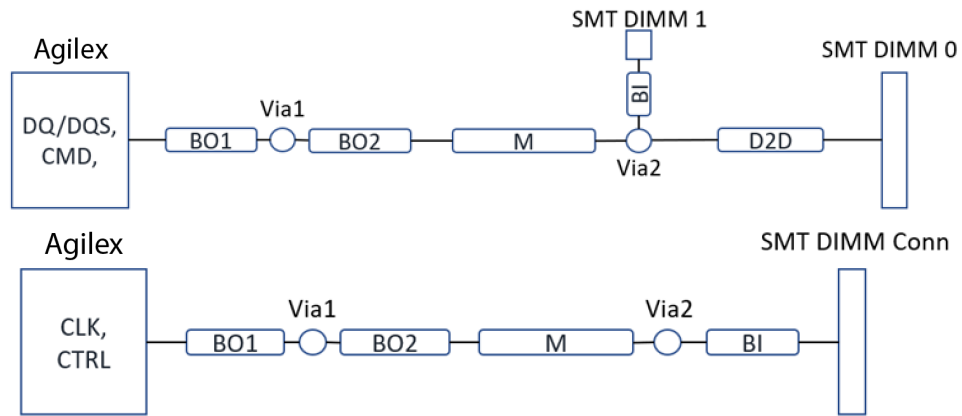 SMT DIMM 1
Agilex
SMT DIMM 0
DQ/DQS,
CMD,
BO1
Via1
BO2
M
BI
Via2
D2D
Agilex
SMT DIMM Conn
CLK,
CTRL
BO1
Via1
BO2
M
Via2
BI